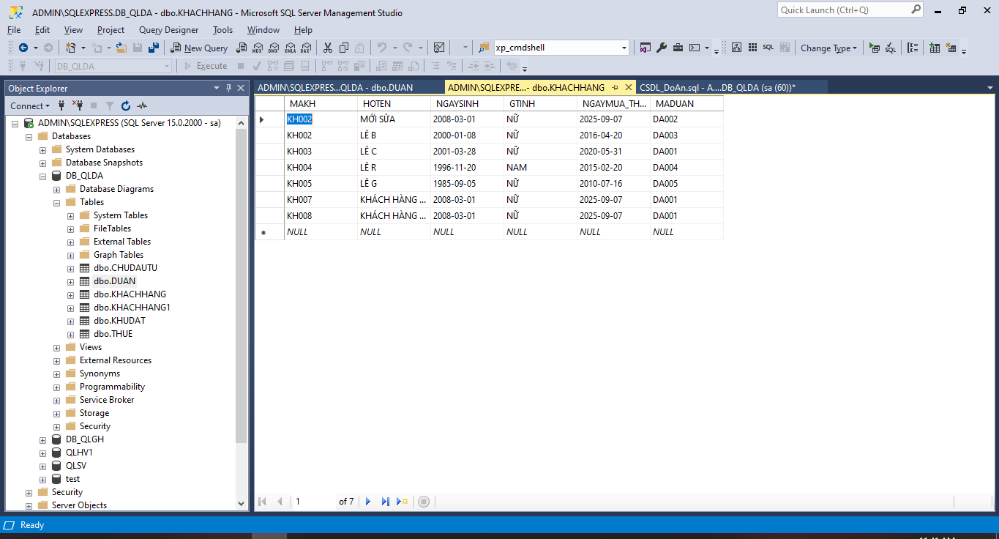 ADMIN\SQLEXPRESS.DB_QLDA - dbo.KHACHHANG - Microsoft SQL Server Management Studio
Quick Launch (Ctrl+Q)
File Edit View Project Query Designer Tools Window Help
New Query MDX DMX XMLA DAX xp_cmdshell SQL Change Type SQL
DB_QLDA Execute
Object Explorer
Connect
ADMIN\SQLEXPRESS (SQL Server 15.0.2000 - sa)
Databases
System Databases
Database Snapshots
DB_QLDA
Database Diagrams
Tables
System Tables
FileTables
External Tables
Graph Tables
dbo.CHUDAUTU
dbo.DUAN
dbo.KHACHHANG
dbo.KHACHHANG1
dbo.KHUDAT
dbo.THUE
Views
External Resources
Synonyms
Programmability
Service Broker
Storage
Security
DB_QLGH
QLHV1
QLSV
test
Security
Server Objects
ADMIN\SQLEXPRES...QLDA - dbo.DUAN ADMIN\SQLEXPRE...- dbo.KHACHHANG CSDL_DoAn.sql - A....DB_QLDA (sa (60))*
MAKH HOTEN NGAYSINH GTINH NGAYMUA_TH... MADUAN
KH002 MỚI SỬA 2008-03-01 NỮ 2025-09-07 DA002
KH002 LÊ B 2000-01-08 NỮ 2016-04-20 DA003
KH003 LÊ C 2001-03-28 NỮ 2020-05-31 DA001
KH004 LÊ R 1996-11-20 NAM 2015-02-20 DA004
KH005 LÊ G 1985-09-05 NỮ 2010-07-16 DA005
KH007 KHÁCH HÀNG ... 2008-03-01 NỮ 2025-09-07 DA001
KH008 KHÁCH HÀNG ... 2008-03-01 NỮ 2025-09-07 DA001
NULL NULL NULL NULL NULL NULL
1 of 7
Ready